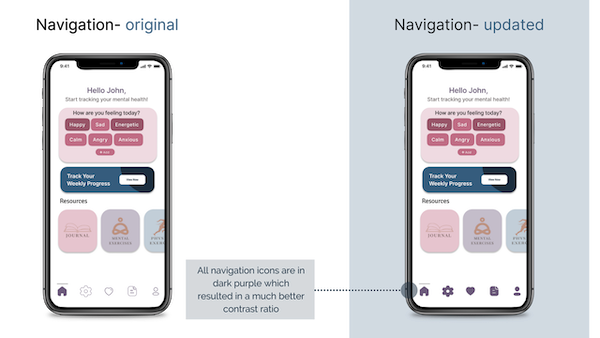 Navigation- original
Navigation- updated
9:41
Hello John,
Start tracking your mental health!
How are you feeling today?
Happy Sad Energetic
Calm Angry Anxious
Track Your
Weekly Progress
View Now
Resources
JOURNAL
MENTAL
EXERCISES
9:41
Hello John,
Start tracking your mental health!
How are you feeling today?
Happy Sad Energetic
Calm Angry Anxious
Track Your
Weekly Progress
View Now
Resources
JOURNAL
MENTAL
EXERCISES
All navigation icons are in
dark purple which
resulted in a much better
contrast ratio